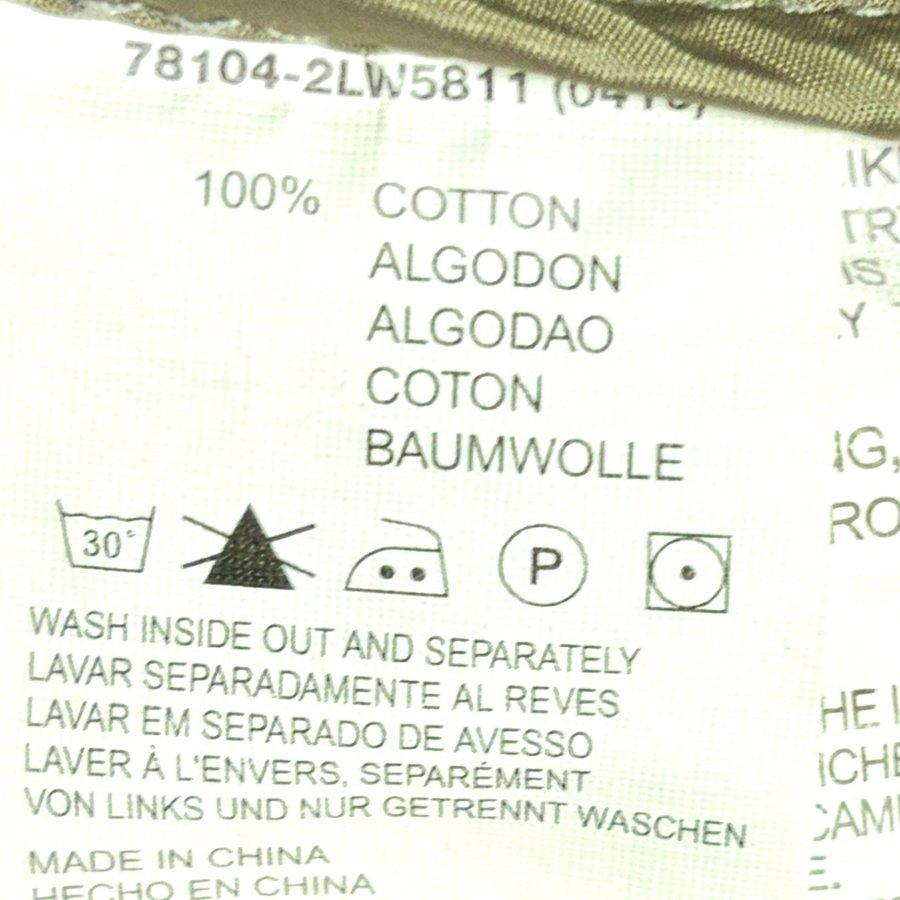 78104-2LW5811
100% COTTON
ALGODON
ALGODAO
COTON
BAUMWOLLE
30°
P
WASH INSIDE OUT AND SEPARATELY
LAVAR SEPARADAMENTE AL REVES
LAVAR EM SEPARADO DE AVESSO
LAVER À L'ENVERS, SEPARÉMENT
VON LINKS UND NUR GETRENNT WASCHEN
MADE IN CHINA
HECHO EN CHINA